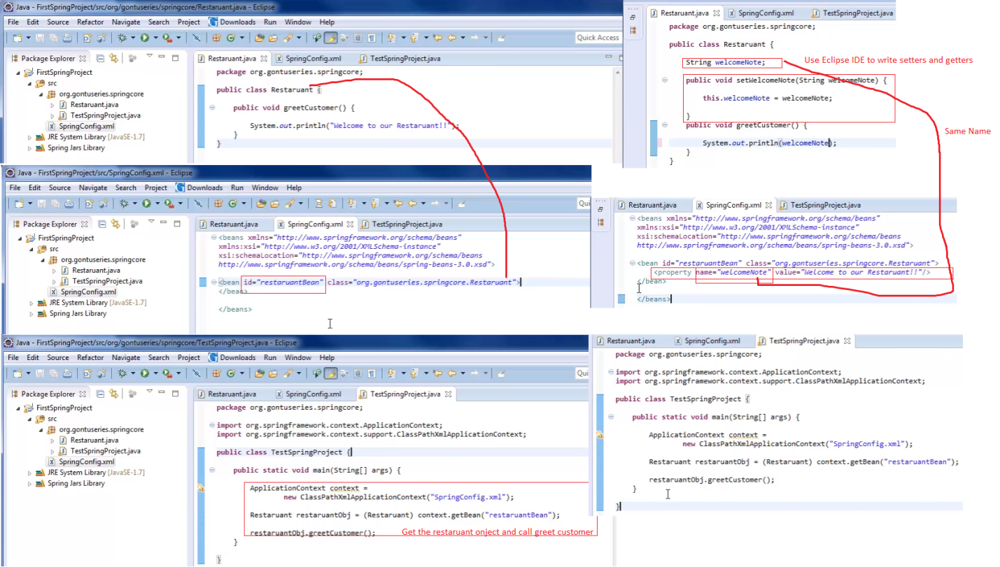 Java - FirstSpringProject/src/org/gontuseries/springcore/Restaruant.java - Eclipse
File Edit Source Refactor Navigate Search Project Downloads Run Window Help
Quick Access
Package Explorer
FirstSpringProject
src
org.gontuseries.springcore
Restaruant.java
TestSpringProject.java
SpringConfig.xml
JRE System Library [JavaSE-1.7]
Spring Jars Library
Restaruant.java SpringConfig.xml TestSpringProject.java
package org.gontuseries.springcore;
public class Restaruant {
public void greetCustomer() {
System.out.println("Welcome to our Restaruant!!");
}
}
Restaruant.java SpringConfig.xml TestSpringProject.java
package org.gontuseries.springcore;
public class Restaruant {
String welcomeNote;
Use Eclipse IDE to write setters and getters
public void setWelcomeNote(String welcomeNote) {
this.welcomeNote = welcomeNote;
}
public void greetCustomer() {
Same Name
System.out.println(welcomeNote);
}
}
Java - FirstSpringProject/src/SpringConfig.xml - Eclipse
File Edit Source Navigate Search Project Downloads Run Window Help
Qui
Package Explorer
FirstSpringProject
src
org.gontuseries.springcore
Restaruant.java
TestSpringProject.java
SpringConfig.xml
JRE System Library [JavaSE-1.7]
Spring Jars Library
Restaruant.java SpringConfig.xml TestSpringProject.java
<beans xmlns="http://www.springframework.org/schema/beans"
xmlns:xsi="http://www.w3.org/2001/XMLSchema-instance"
xsi:schemaLocation="http://www.springframework.org/schema/beans
http://www.springframework.org/schema/beans/spring-beans-3.0.xsd">
<bean id="restaruantBean" class="org.gontuseries.springcore.Restaruant">
</bean>
</beans>
Restaruant.java SpringConfig.xml TestSpringProject.java
<beans xmlns="http://www.springframework.org/schema/beans"
xmlns:xsi="http://www.w3.org/2001/XMLSchema-instance"
xsi:schemaLocation="http://www.springframework.org/schema/beans
http://www.springframework.org/schema/beans/spring-beans-3.0.xsd">
<bean id="restaruantBean" class="org.gontuseries.springcore.Restaruant">
<property name="welcomeNote" value="Welcome to our Restaruant!!"/>
</bean>
</beans>
Java - FirstSpringProject/src/org/gontuseries/springcore/TestSpringProject.java - Eclipse
File Edit Source Refactor Navigate Search Project Downloads Run Window Help
Qui
Package Explorer
FirstSpringProject
src
org.gontuseries.springcore
Restaruant.java
TestSpringProject.java
SpringConfig.xml
JRE System Library [JavaSE-1.7]
Spring Jars Library
Restaruant.java SpringConfig.xml TestSpringProject.java
package org.gontuseries.springcore;
import org.springframework.context.ApplicationContext;
import org.springframework.context.support.ClassPathXmlApplicationContext;
public class TestSpringProject {
public static void main(String[] args) {
ApplicationContext context =
new ClassPathXmlApplicationContext("SpringConfig.xml");
Restaruant restaruantObj = (Restaruant) context.getBean("restaruantBean");
restaruantObj.greetCustomer();
Get the restaruant onject and call greet customer
}
}
Restaruant.java SpringConfig.xml TestSpringProject.java
package org.gontuseries.springcore;
import org.springframework.context.ApplicationContext;
import org.springframework.context.support.ClassPathXmlApplicationContext;
public class TestSpringProject {
public static void main(String[] args) {
ApplicationContext context =
new ClassPathXmlApplicationContext("SpringConfig.xml");
Restaruant restaruantObj = (Restaruant) context.getBean("restaruantBean");
restaruantObj.greetCustomer();
}
}